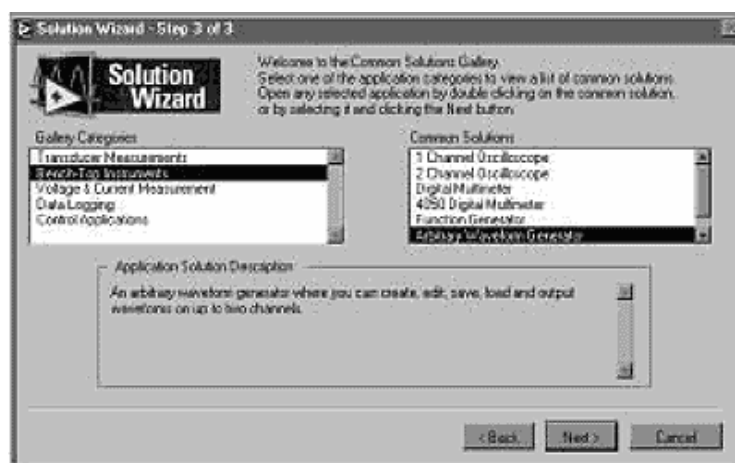 Solution Wizard - Step 3 of 3
Solution
Wizard
Welcome to the Common Solutions Gallery.
Select one of the application categories to view a list of common solutions.
Open any selected application by double clicking on the common solution,
or by selecting it and clicking the Next button.
Gallery Categories
Transducer Measurements
Bench-Top Instruments
Voltage & Current Measurement
Data Logging
Control Applications
Common Solutions
1 Channel Oscilloscope
2 Channel Oscilloscope
Digital Multimeter
4050 Digital Multimeter
Function Generator
Arbitrary Waveform Generator
Application Solution Description
An arbitrary waveform generator where you can create, edit, save, load and output
waveforms on up to two channels.
< Back
Next >
Cancel